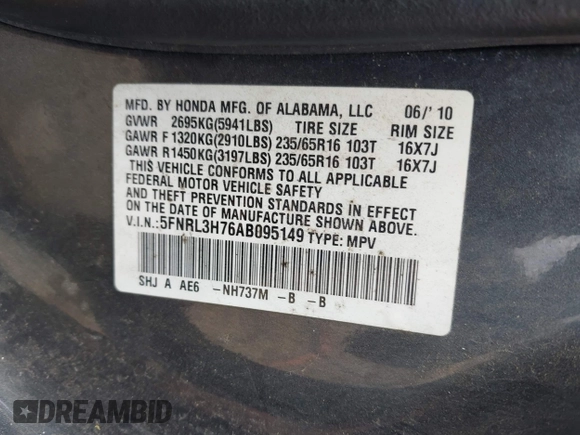 MFD. BY HONDA MFG. OF ALABAMA, LLC 06/' 10
GVWR 2695KG(5941LBS) TIRE SIZE RIM SIZE
GAWR F 1320KG(2910LBS) 235/65R16 103T 16X7J
GAWR R1450KG(3197LBS) 235/65R16 103T 16X7J
THIS VEHICLE CONFORMS TO ALL APPLICABLE
FEDERAL MOTOR VEHICLE SAFETY
AND THEFT PREVENTION STANDARDS IN EFFECT
ON THE DATE OF MANUFACTURE SHOWN ABOVE.
V.I.N.:5FNRL3H76AB095149 TYPE: MPV
SHJ A AE6 -NH737M -B -B
DREAMBID